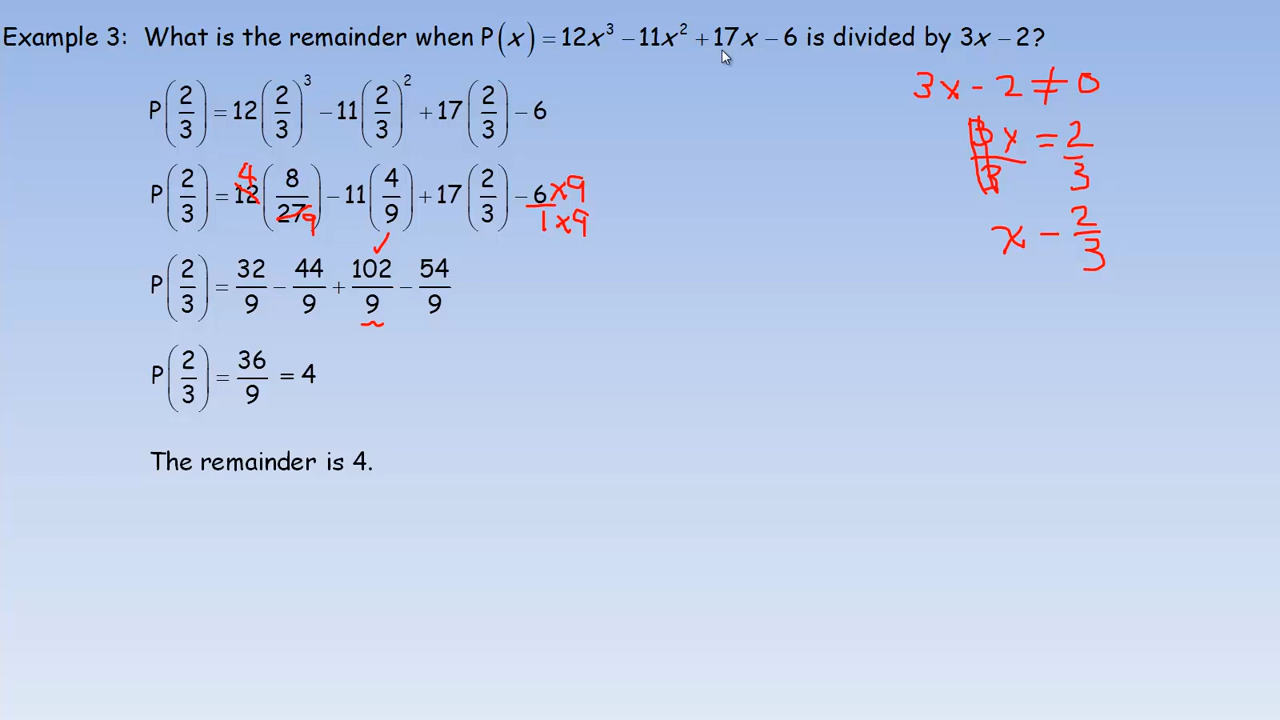 Example 3: What is the remainder when P(x) = 12x³ − 11x² + 17x − 6 is divided by 3x − 2?
3x − 2 ≠ 0
P(2/3) = 12(2/3)³ − 11(2/3)² + 17(2/3) − 6
3x/3 = 2/3
P(2/3) = 12(8/27) − 11(4/9) + 17(2/3) − 6
4 9 ×9
1 ×9
x − 2/3
P(2/3) = 32/9 − 44/9 + 102/9 − 54/9
P(2/3) = 36/9 = 4
The remainder is 4.